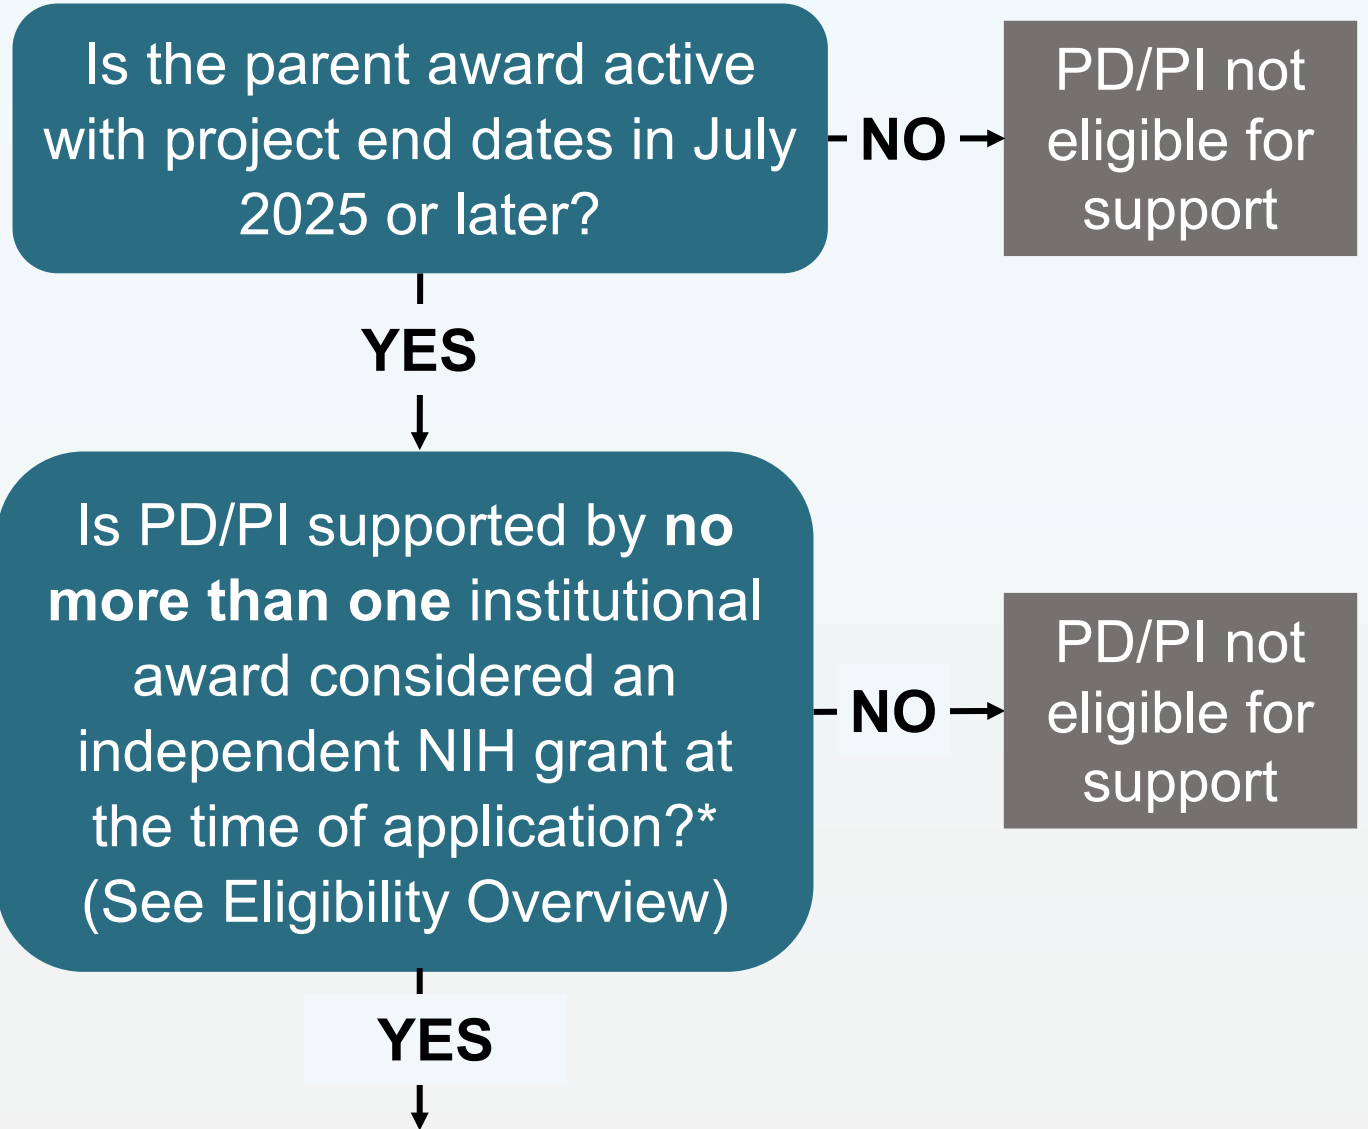 Is the parent award active
with project end dates in July
2025 or later?
NO
PD/PI not
eligible for
support
YES
Is PD/PI supported by no
more than one institutional
award considered an
independent NIH grant at
the time of application?*
(See Eligibility Overview)
NO
PD/PI not
eligible for
support
YES